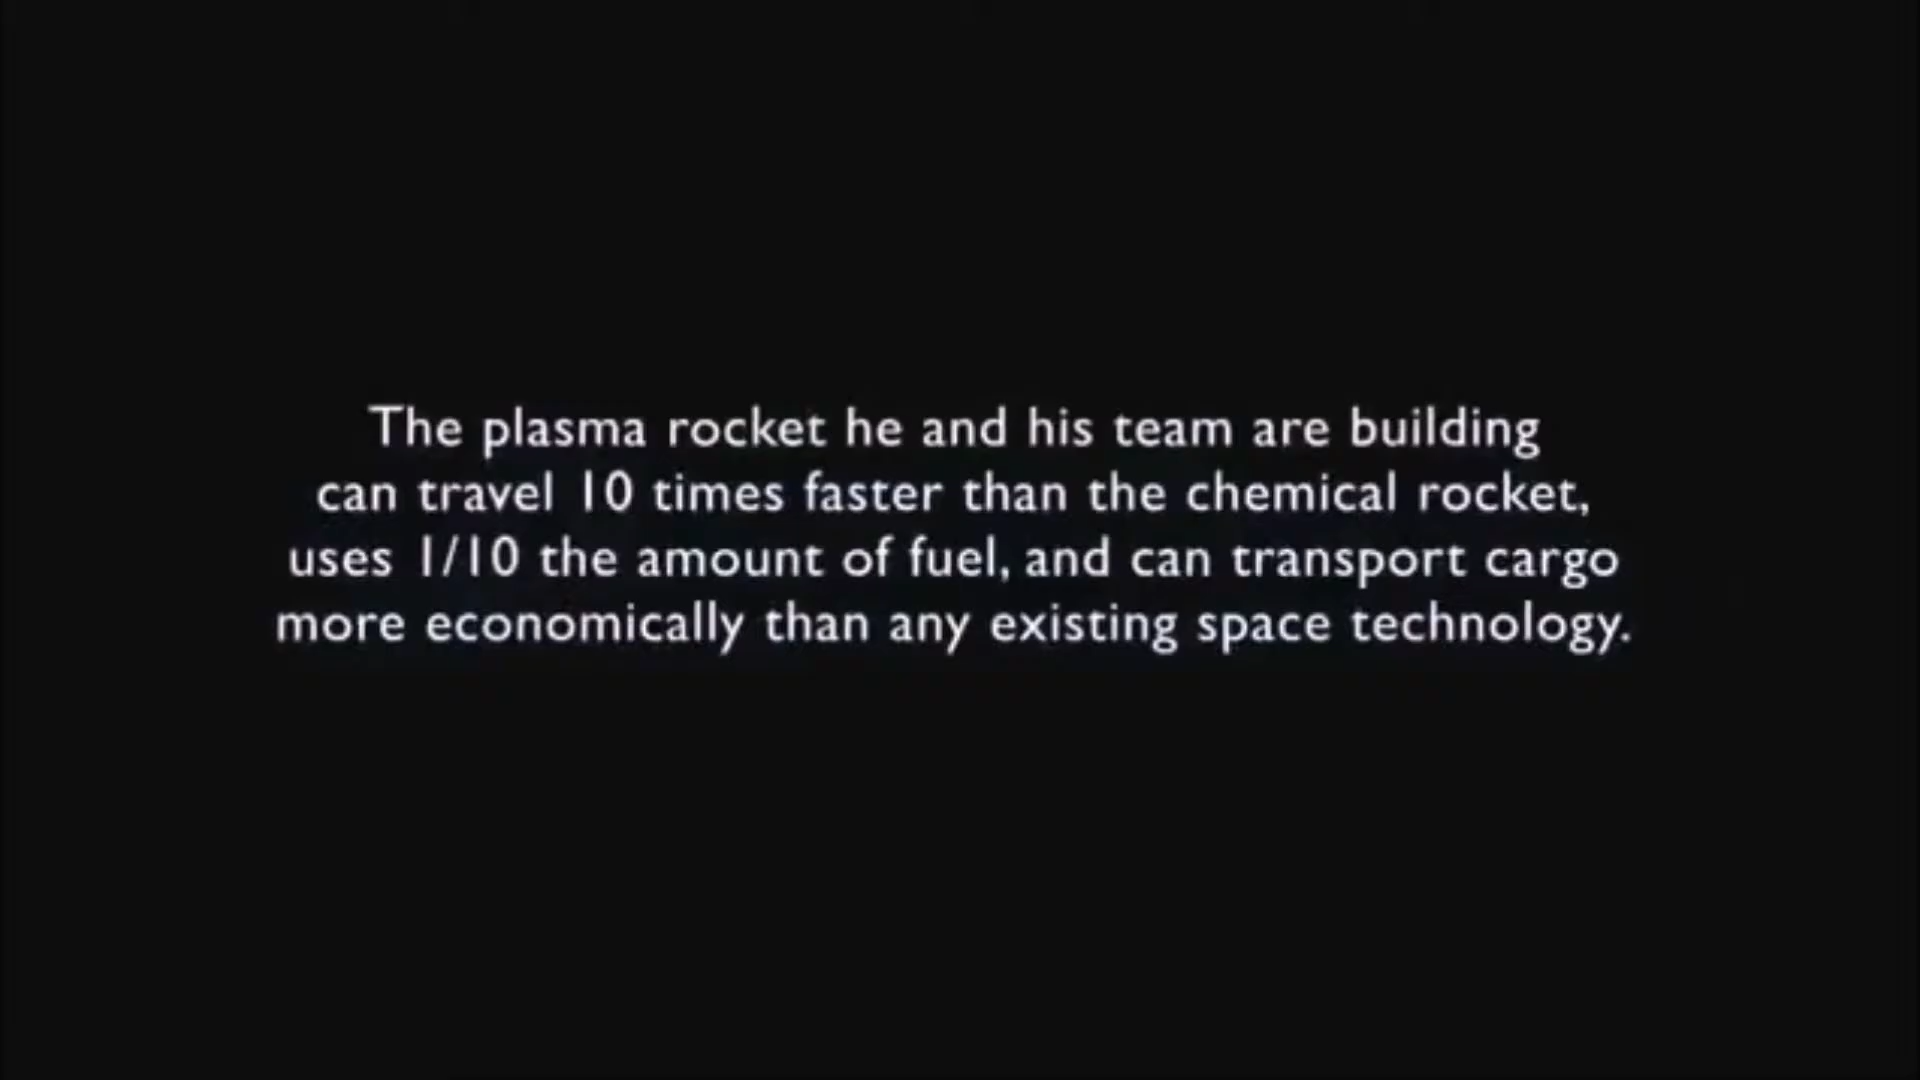 The plasma rocket he and his team are building
can travel 10 times faster than the chemical rocket,
uses 1/10 the amount of fuel, and can transport cargo
more economically than any existing space technology.